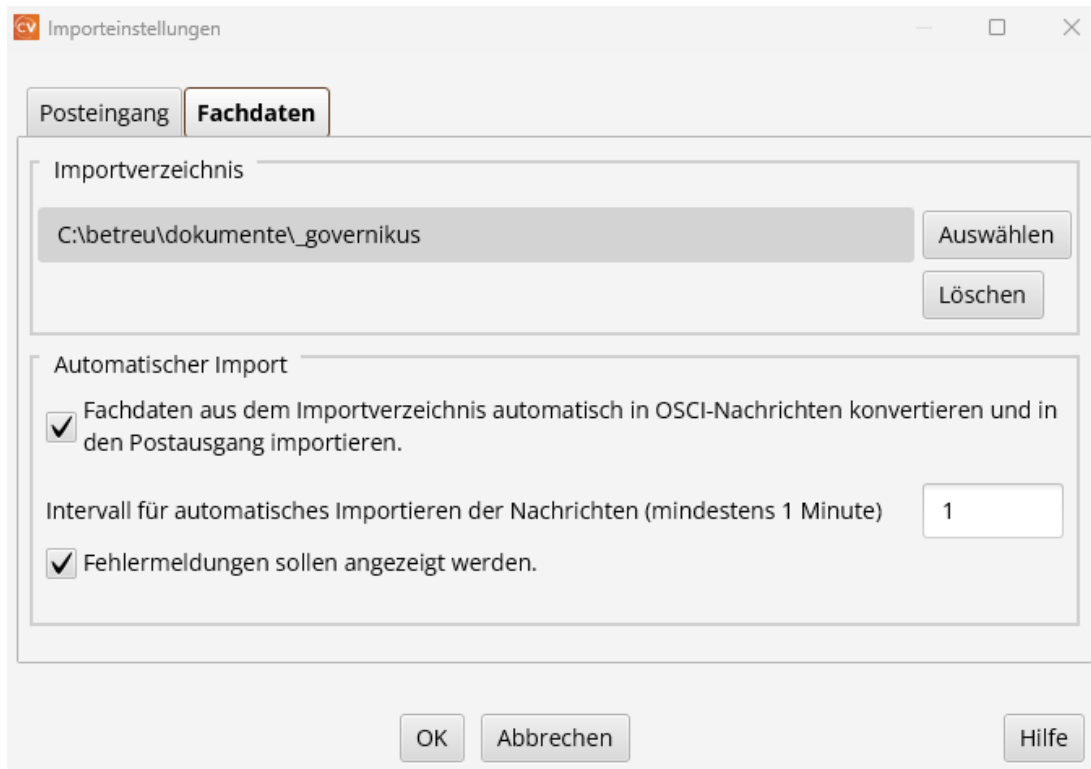 CV Importeinstellungen
Posteingang Fachdaten
Importverzeichnis
C:\betreu\dokumente\_governikus
Auswählen
Löschen
Automatischer Import
Fachdaten aus dem Importverzeichnis automatisch in OSCI-Nachrichten konvertieren und in
den Postausgang importieren.
Intervall für automatisches Importieren der Nachrichten (mindestens 1 Minute) 1
Fehlermeldungen sollen angezeigt werden.
OK Abbrechen Hilfe